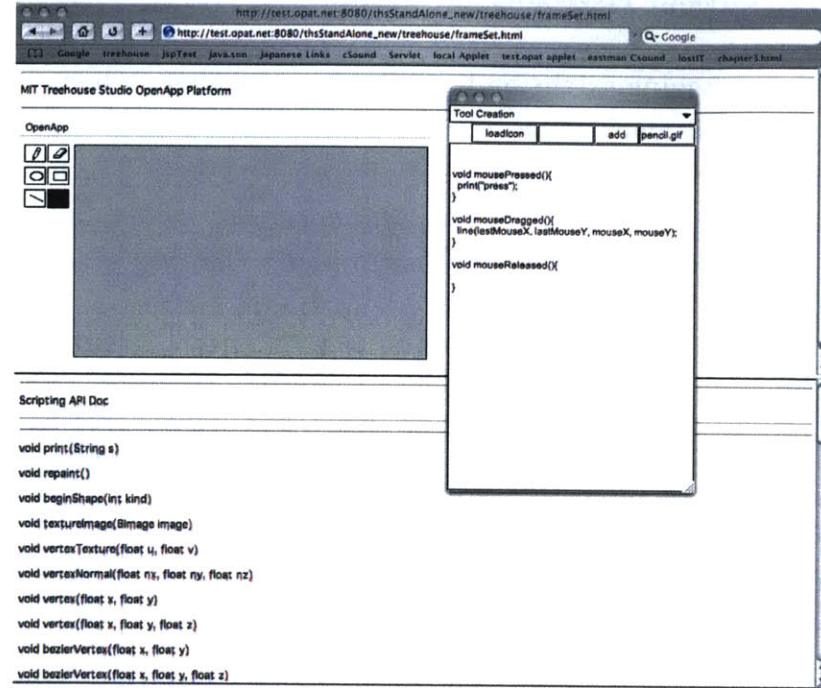 http://test.opat.net:8080/thsStandAlone_new/treehouse/frameSet.html
http://test.opat.net:8080/thsStandAlone_new/treehouse/frameSet.html
Q- Google
Google treehouse jspTest java.sun Japanese Links cSound Servlet local Applet test.opat applet eastman Csound lostIT chapter3.html
MIT Treehouse Studio OpenApp Platform
OpenApp
Tool Creation
loadIcon add pencil.gif
void mousePressed(){
print("press");
}
void mouseDragged(){
line(lastMouseX, lastMouseY, mouseX, mouseY);
}
void mouseReleased(){
}
Scripting API Doc
void print(String s)
void repaint()
void beginShape(int kind)
void textureImage(BImage image)
void vertexTexture(float u, float v)
void vertexNormal(float nx, float ny, float nz)
void vertex(float x, float y)
void vertex(float x, float y, float z)
void bezierVertex(float x, float y)
void bezierVertex(float x, float y, float z)